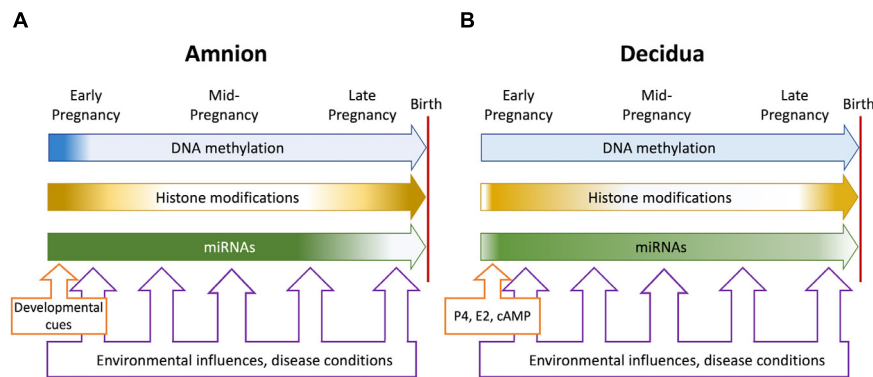 A
Amnion
Early
Pregnancy
Mid-
Pregnancy
Late
Pregnancy
Birth
DNA methylation
Histone modifications
miRNAs
Developmental
cues
Environmental influences, disease conditions
B
Decidua
Early
Pregnancy
Mid-
Pregnancy
Late
Pregnancy
Birth
DNA methylation
Histone modifications
miRNAs
P4, E2, cAMP
Environmental influences, disease conditions